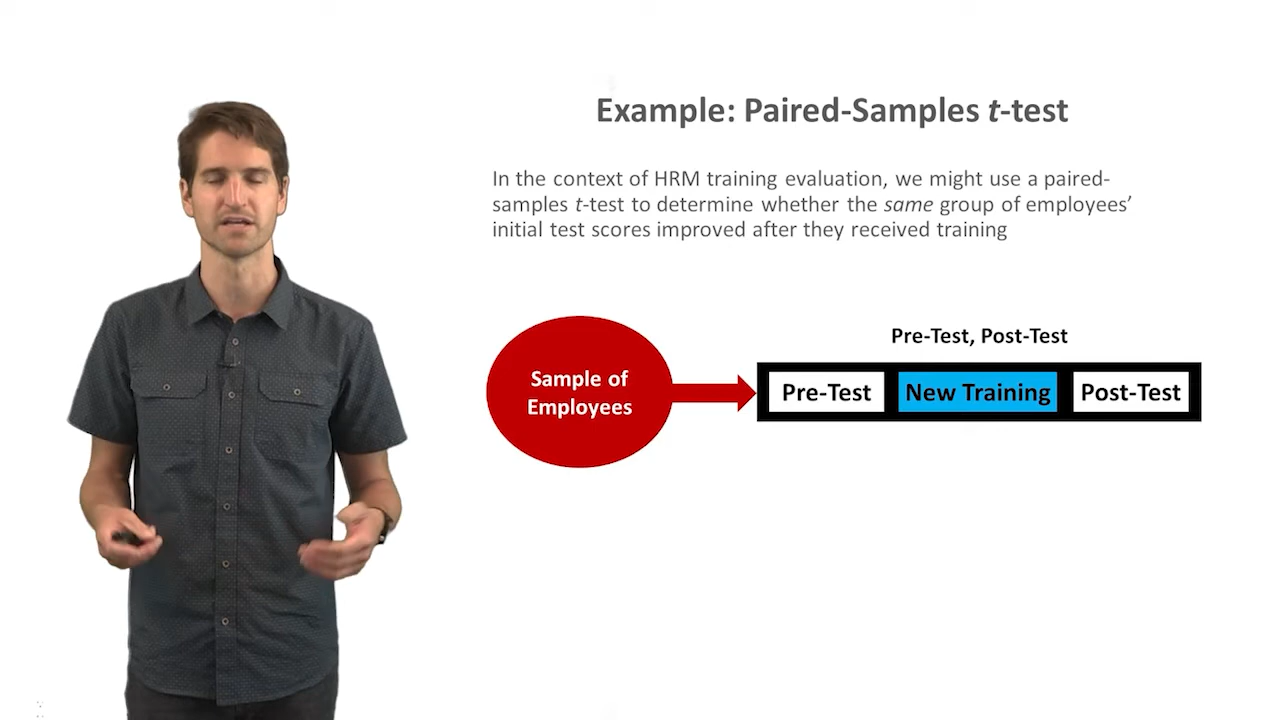 Example: Paired-Samples t-test
In the context of HRM training evaluation, we might use a paired-
samples t-test to determine whether the same group of employees’
initial test scores improved after they received training
Pre-Test, Post-Test
Sample of
Employees
Pre-Test New Training Post-Test